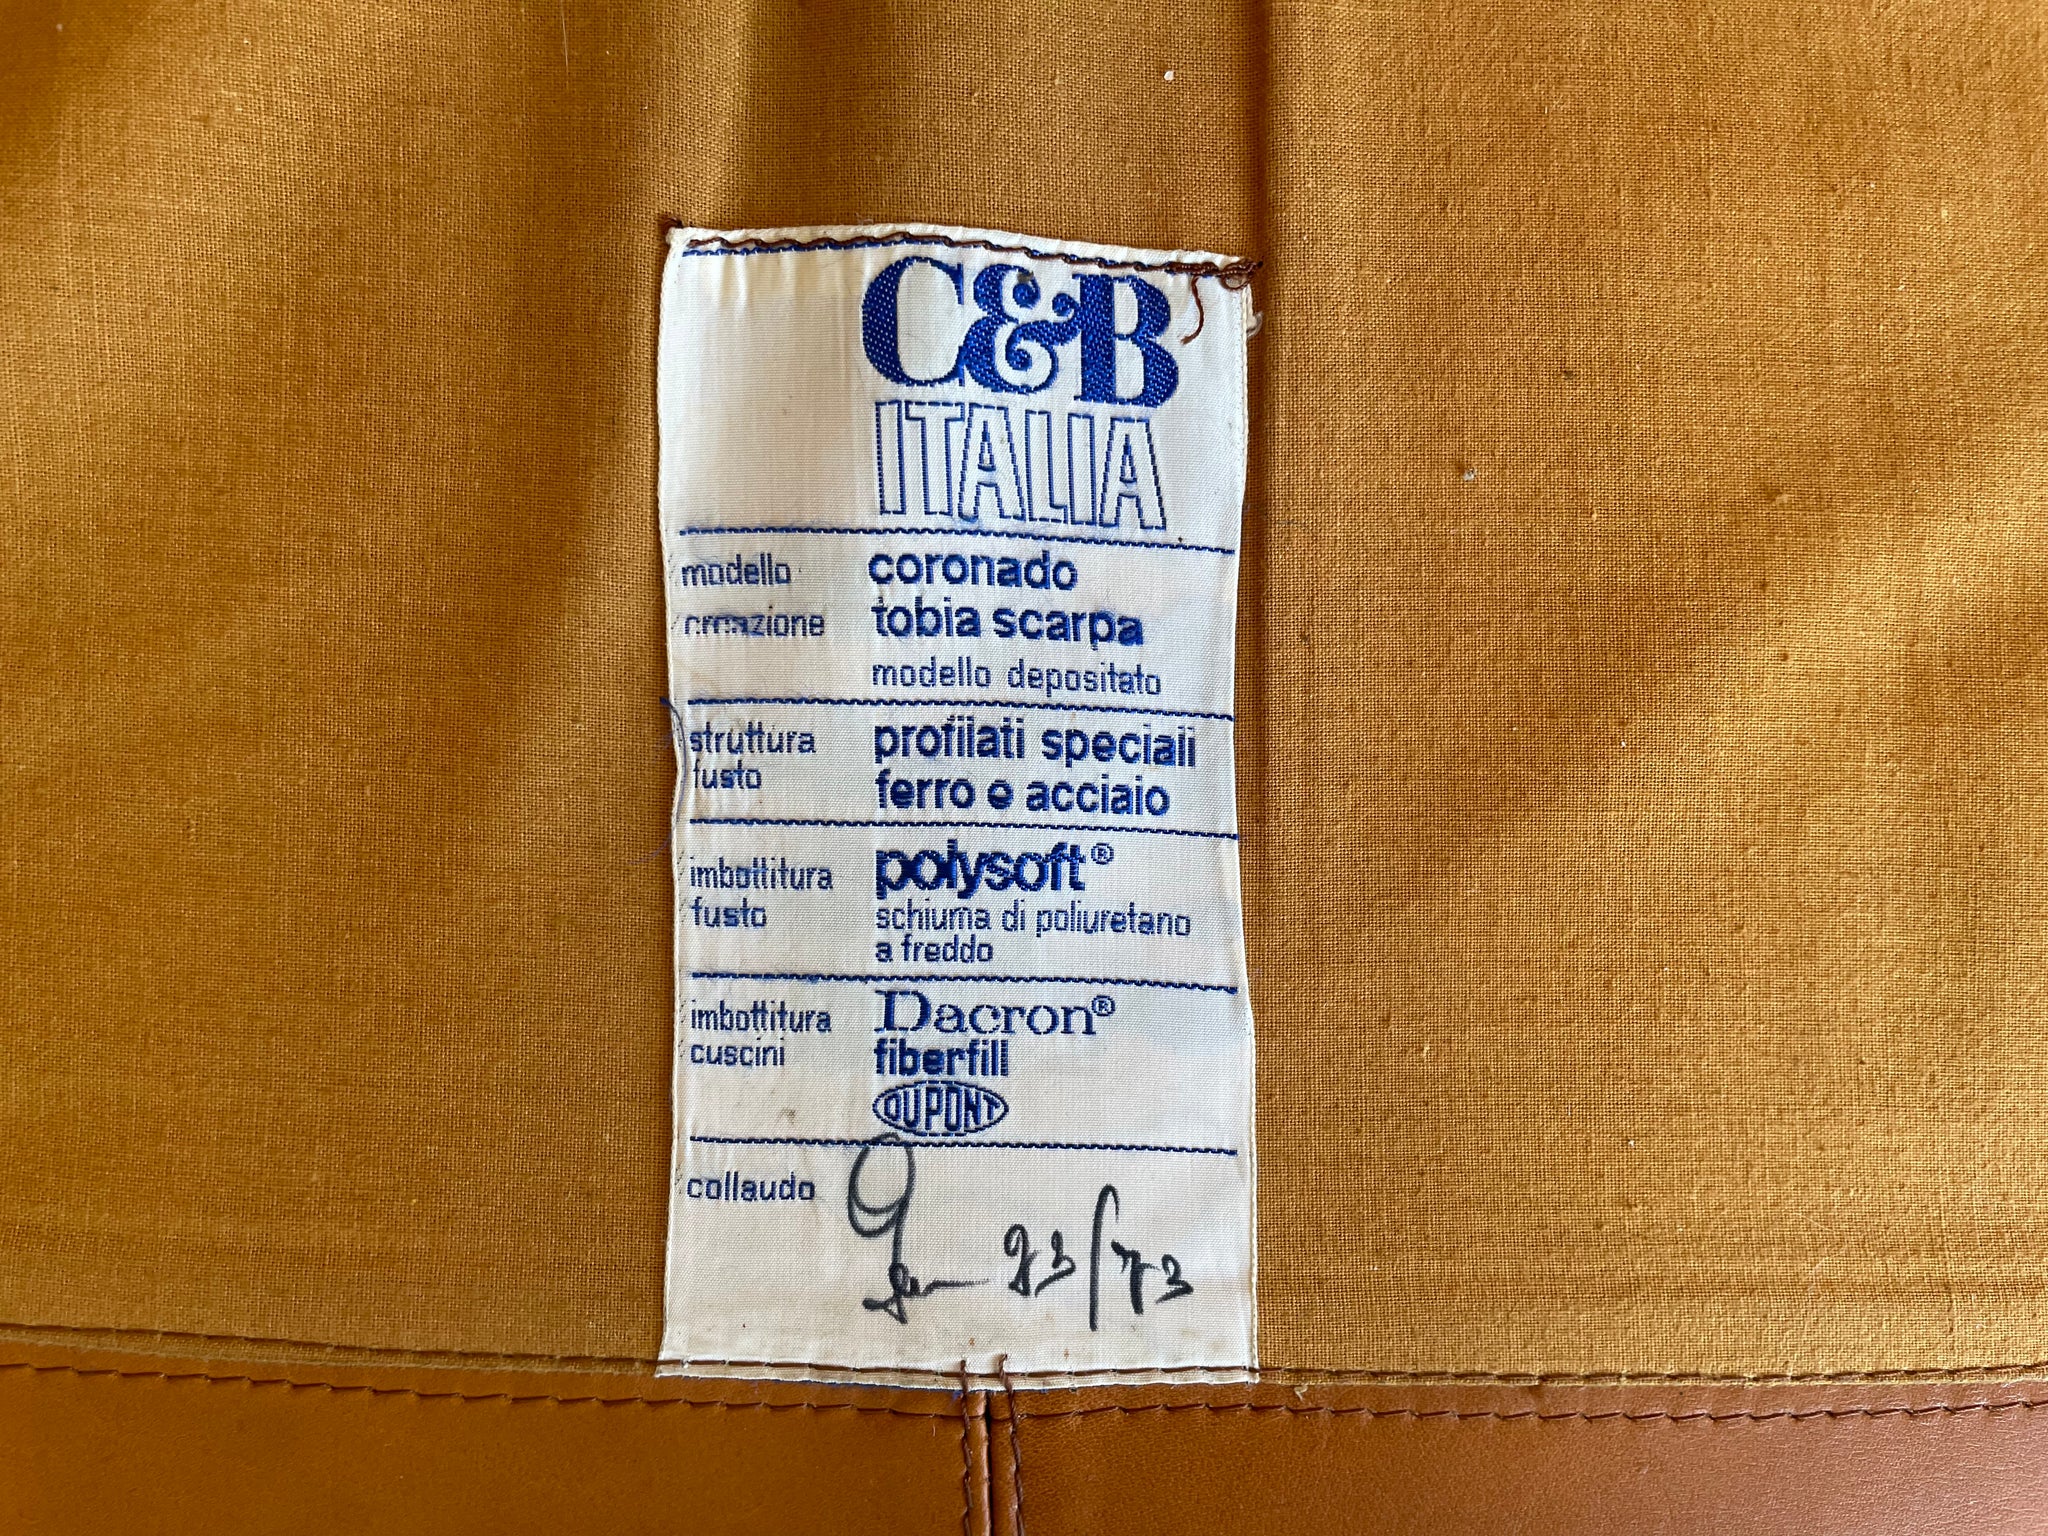 C&B
ITALIA
modello coronado
creazione tobia scarpa
modello depositato
struttura profilati speciali
fusto ferro e acciaio
imbottitura polysoft®
fusto schiuma di poliuretano
a freddo
imbottitura Dacron®
cuscini fiberfill
DUPONT
collaudo